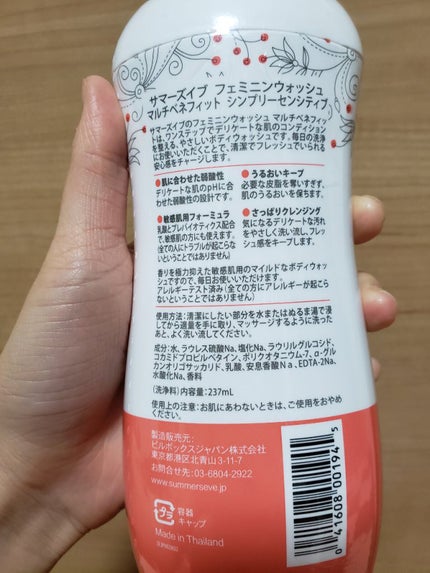 サマーズイブ フェミニンウォッシュ
マルチベネフィット シンプリーセンシティブ
サマーズイブのフェミニンウォッシュ マルチベネフィッ
トは、ワンステップでデリケートな肌のコンディション
を整える、やさしいボディウォッシュです。毎日の洗浄
にお使いいただくことで、清潔でフレッシュでいられる
安心感をチャージします。
●肌に合わせた弱酸性
デリケートな肌のpHに合
わせた弱酸性の設計です。
●うるおいキープ
必要な皮脂を奪いすぎず、
肌のうるおいを保ちます。
●敏感肌用フォーミュラ
乳酸とプレバイオティクス配合
で、敏感肌の方にも使えます。
(全ての人にトラブルが起こらな
いということではありません)
●さっぱりクレンジング
気になるデリケートな汚れ
をやさしく洗い流し、フレッ
シュ感をキープします。
香りを極力抑えた敏感肌用のマイルドなボディウォッ
シュですので、毎日お使いいただけます。
アレルギーテスト済み(全ての方にアレルギーが起こ
らないということではありません)
使用方法:清潔にしたい部分を水またはぬるま湯で浸
してから適量を手に取り、マッサージするように洗った
あと、よく洗い流してください。
成分:水、ラウレス硫酸Na、塩化Na、ラウリルグルコシド、
コカミドプロピルベタイン、ポリクオタニウム-7、α-グル
カンオリゴサッカリド、乳酸、安息香酸Na、EDTA-2Na、
水酸化Na、香料
(洗浄料)内容量:237mL
使用上の注意:お肌にあわないときは、ご使用をおやめ
ください。
製造販売元:
ピルボックスジャパン株式会社
東京都港区北青山3-11-7
お問合せ先:03-6804-2922
www.summerseve.jp
プラ
容器
キャップ
Made in Thailand
0 41608 00194 5